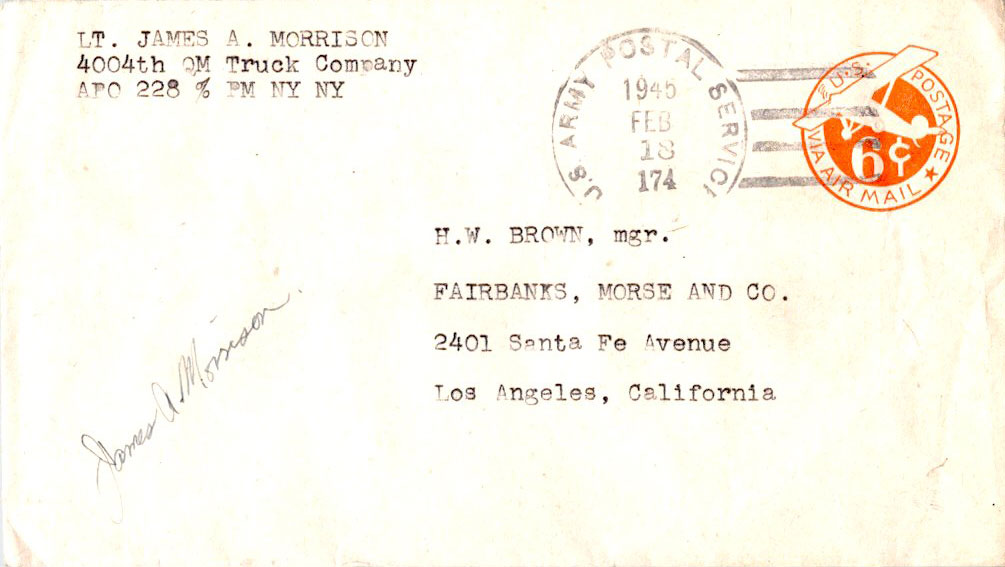 LT. JAMES A. MORRISON
4004th QM Truck Company
APO 228 % PM NY NY
U.S. ARMY POSTAL SERVICE
1945
FEB
18
174
U.S. POSTAGE
VIA AIR MAIL
6¢
H.W. BROWN, mgr.
FAIRBANKS, MORSE AND CO.
2401 Santa Fe Avenue
Los Angeles, California
James A Morrison.